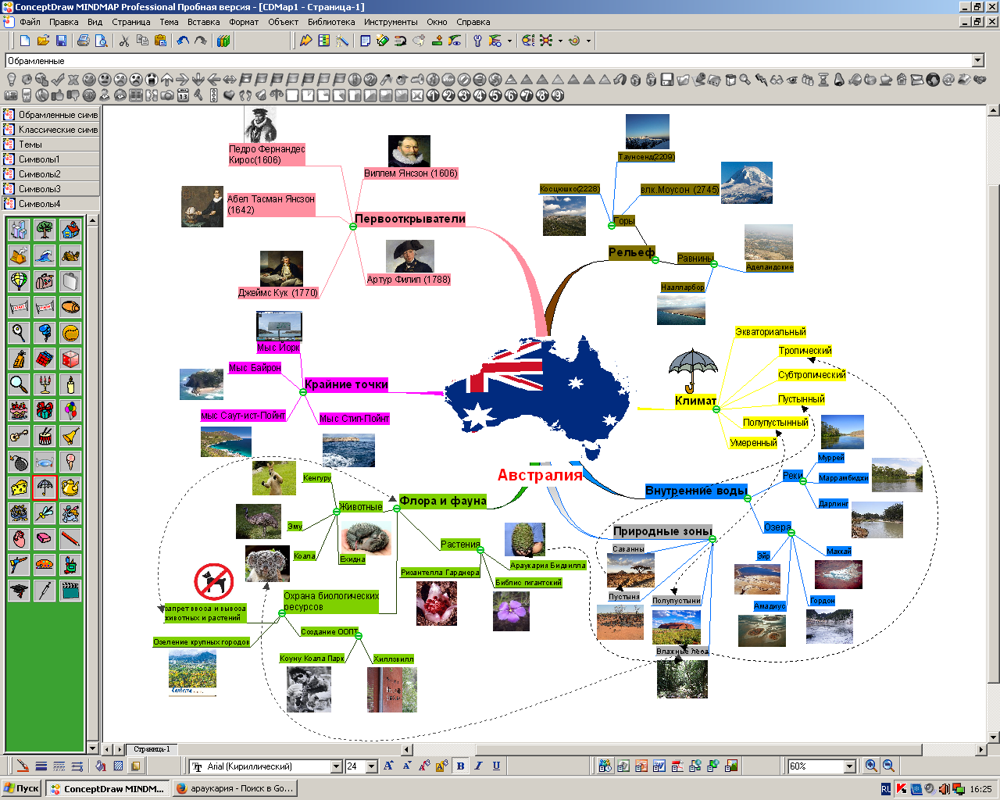 ConceptDraw MINDMAP Professional Пробная версия - [CDMap1 - Страница-1]
Файл Правка Вид Страница Тема Вставка Формат Объект Библиотека Инструменты Окно Справка
Обрамленные
Обрамленные симв
Классические симв
Темы
Символы1
Символы2
Символы3
Символы4
Педро Фернандес
Кирос(1606)
Виллем Янсзон (1606)
Абел Тасман Янсзон
(1642)
Первооткрыватели
Артур Филип (1788)
Джеймс Кук (1770)
Таунсенд(2209)
Косцюшко(2228)
влк.Моусон (2745)
Горы
Рельеф
Равнины
Аделаидские
Наалларбор
Мыс Йорк
Мыс Байрон
Крайние точки
мыс Саут-ист-Пойнт
Мыс Стип-Пойнт
Экваториальный
Тропический
Субтропический
Климат
Пустынный
Полупустынный
Умеренный
Австралия
Внутренние воды
Реки
Муррей
Маррамбиджи
Дарлинг
Озера
Эйр
Маккай
Амадиус
Гордон
Природные зоны
Саванны
Пустыня
Полупустыни
Влажные леса
Флора и фауна
Животные
Кенгуру
Эму
Коала
Ехидна
Растения
Араукария Бидвилла
Ризантелла Гарднера
Библис гигантский
Охрана биологических
ресурсов
запрет ввоза и вывоза
животных и растений
Озеление крупных городов
Создание ООПТ
Коуну Коала Парк
Хиллзвилл
Canberra
Страница-1
Arial (Кириллический) 24 B I U 60%
Пуск ConceptDraw MINDM... араукария - Поиск в Go... RL 16:25